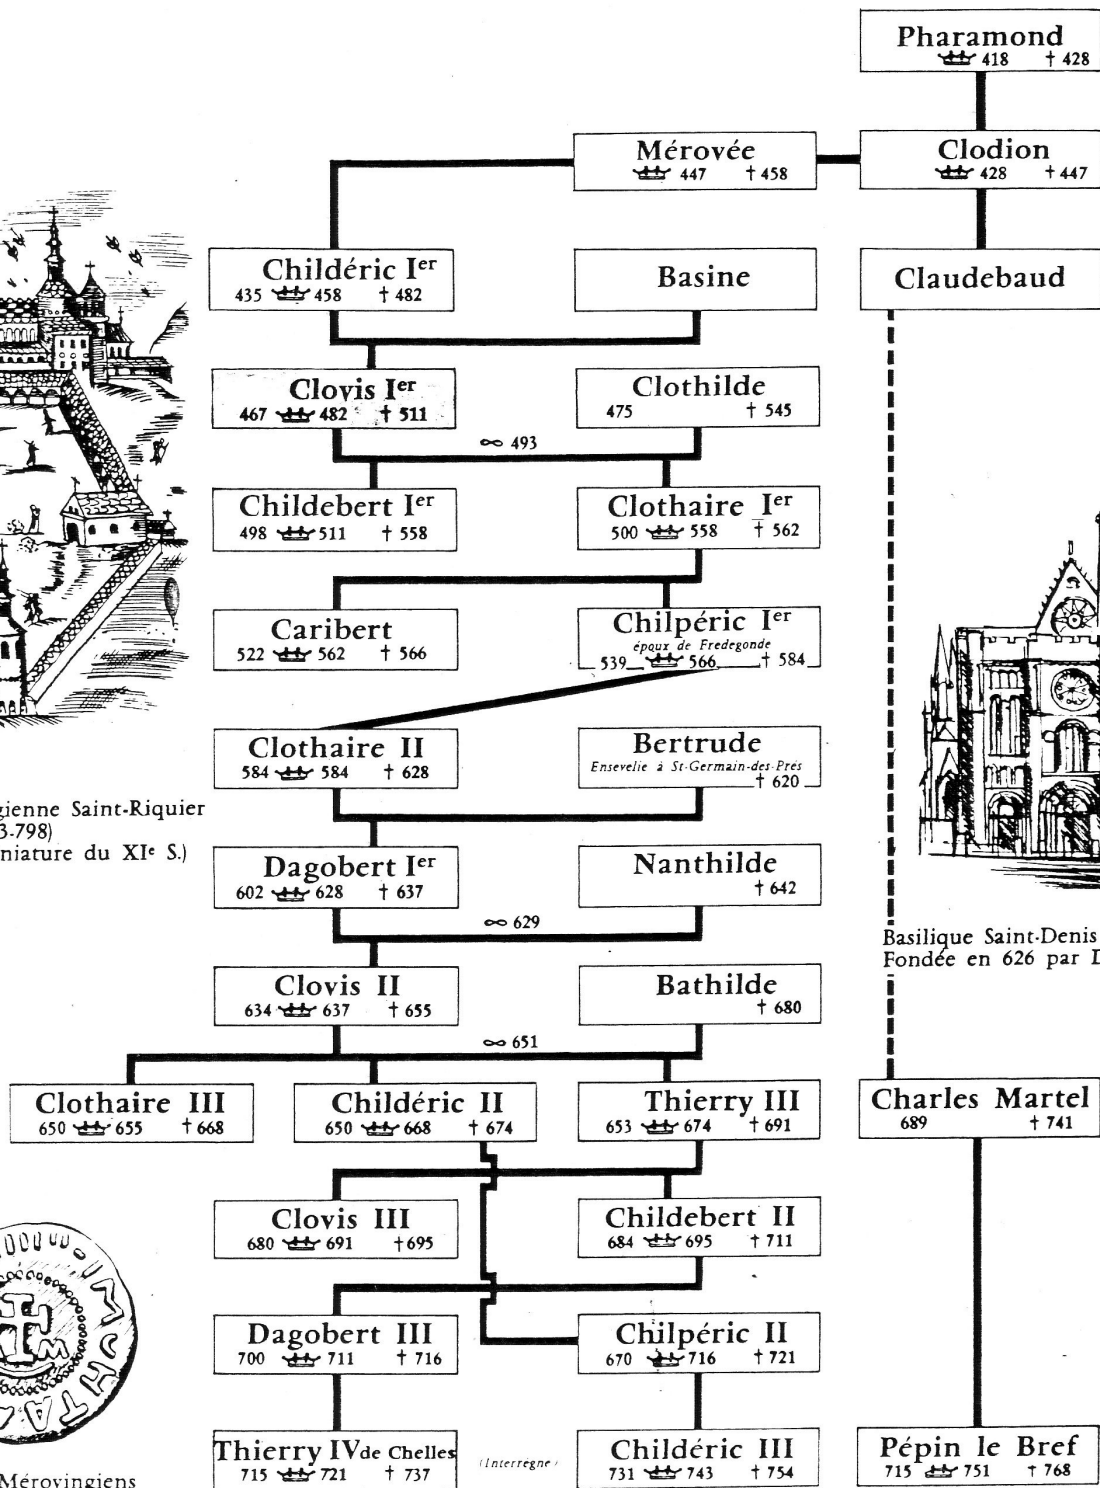 Pharamond
418 † 428
Mérovée
447 † 458
Clodion
428 † 447
Childéric Ier
435 458 † 482
Basine
Claudebaud
Clovis Ier
467 482 † 511
Clothilde
475 † 545
∞ 493
Childebert Ier
498 511 † 558
Clothaire Ier
500 558 † 562
Caribert
522 562 † 566
Chilpéric Ier
époux de Fredegonde
539 566 † 584
Clothaire II
584 584 † 628
Bertrude
Ensevelie à St-Germain-des-Prés
† 620
gienne Saint-Riquier
3-798)
niature du XIe S.)
Dagobert Ier
602 628 † 637
Nanthilde
† 642
∞ 629
Basilique Saint-Denis
Fondée en 626 par D
Clovis II
634 637 † 655
Bathilde
† 680
∞ 651
Clothaire III
650 655 † 668
Childéric II
650 668 † 674
Thierry III
653 674 † 691
Charles Martel
689 † 741
Clovis III
680 691 † 695
Childebert II
684 695 † 711
Dagobert III
700 711 † 716
Chilpéric II
670 716 † 721
Thierry IV de Chelles
715 721 † 737
(Interregne)
Childéric III
731 743 † 754
Pépin le Bref
715 751 † 768
Mérovingiens